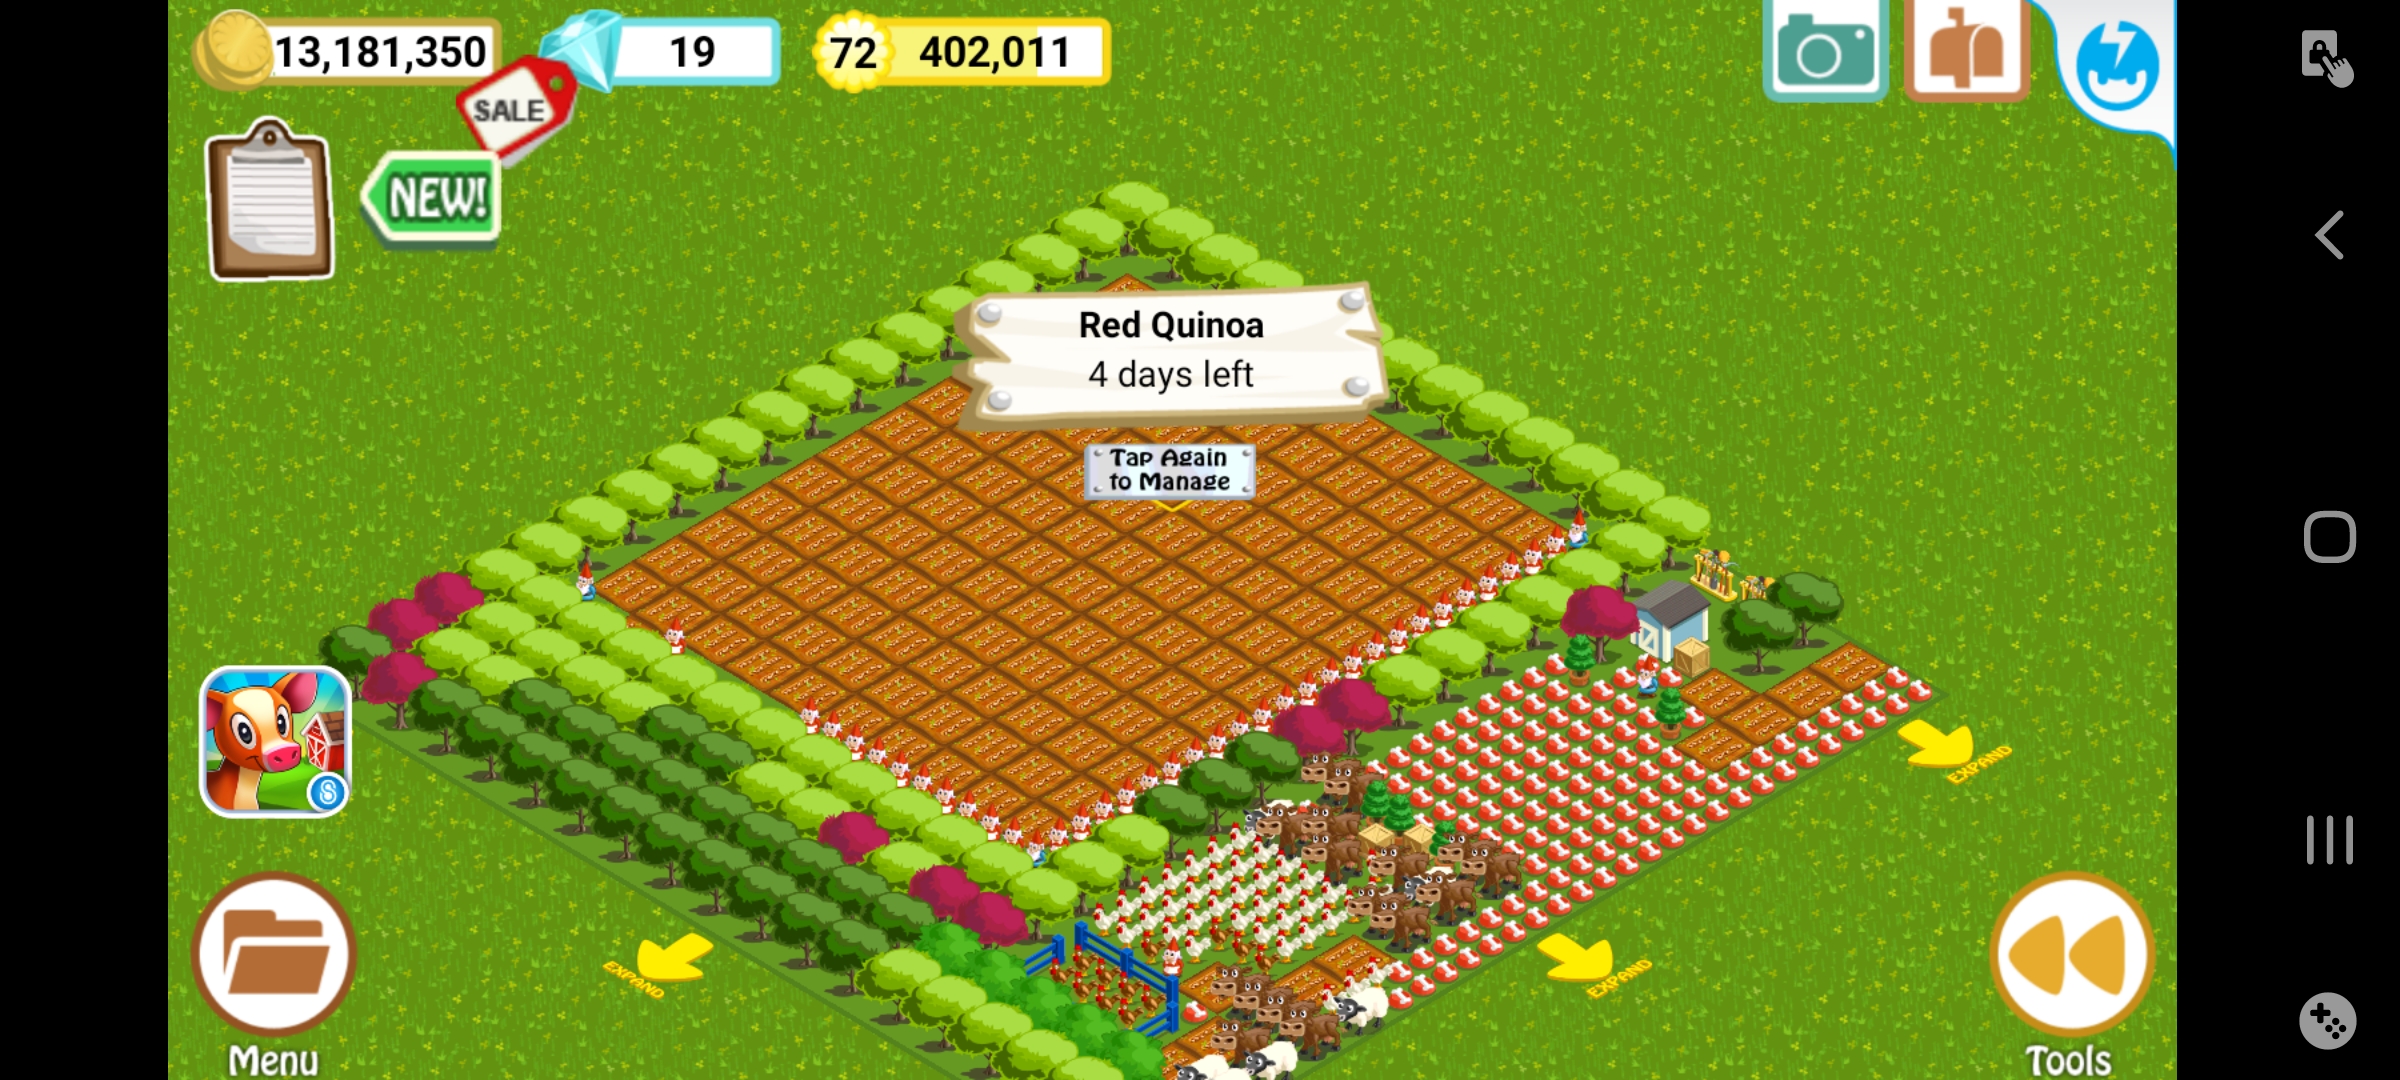 13,181,350
19
72
402,011
SALE
NEW!
Red Quinoa
4 days left
Tap Again
to Manage
EXPAND
EXPAND
EXPAND
Menu
Tools